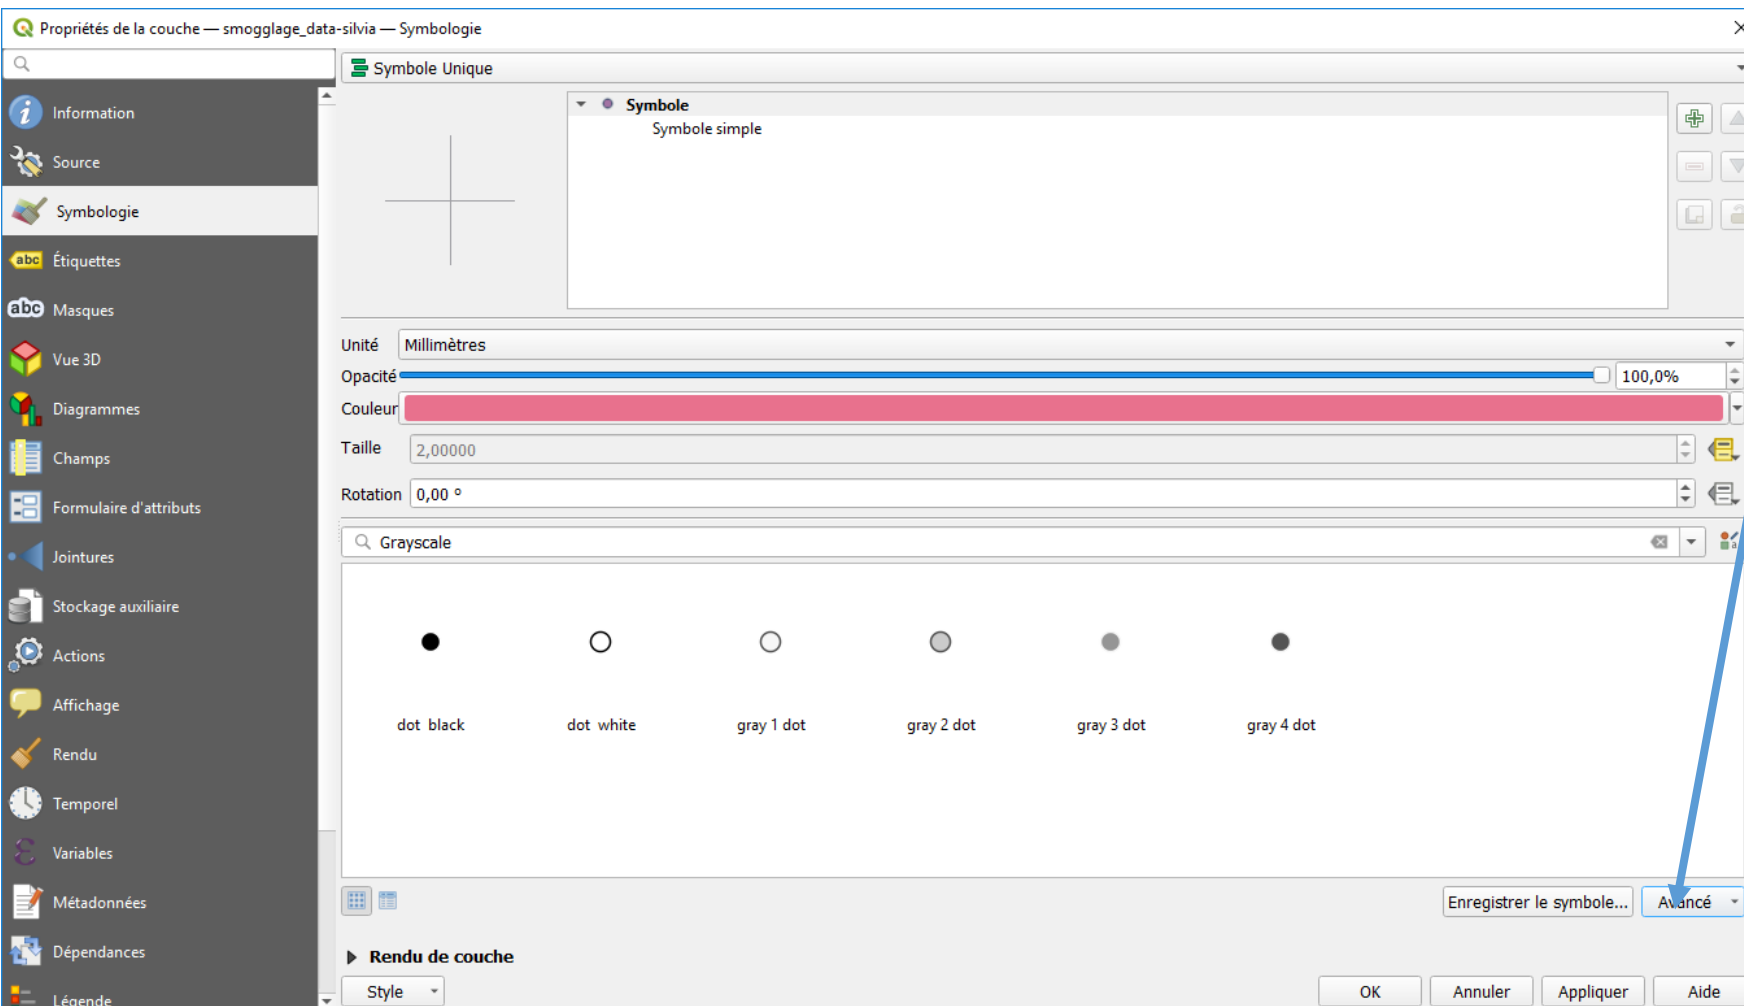 Propriétés de la couche — smogglage_data-silvia — Symbologie
Symbole Unique
Information
Source
Symbologie
abc Étiquettes
abc Masques
Vue 3D
Diagrammes
Champs
Formulaire d'attributs
Jointures
Stockage auxiliaire
Actions
Affichage
Rendu
Temporel
Variables
Métadonnées
Dépendances
Légende
Symbole
Symbole simple
Unité Millimètres
Opacité 100,0%
Couleur
Taille 2,00000
Rotation 0,00 °
Grayscale
dot black dot white gray 1 dot gray 2 dot gray 3 dot gray 4 dot
Enregistrer le symbole... Avancé
Rendu de couche
Style OK Annuler Appliquer Aide